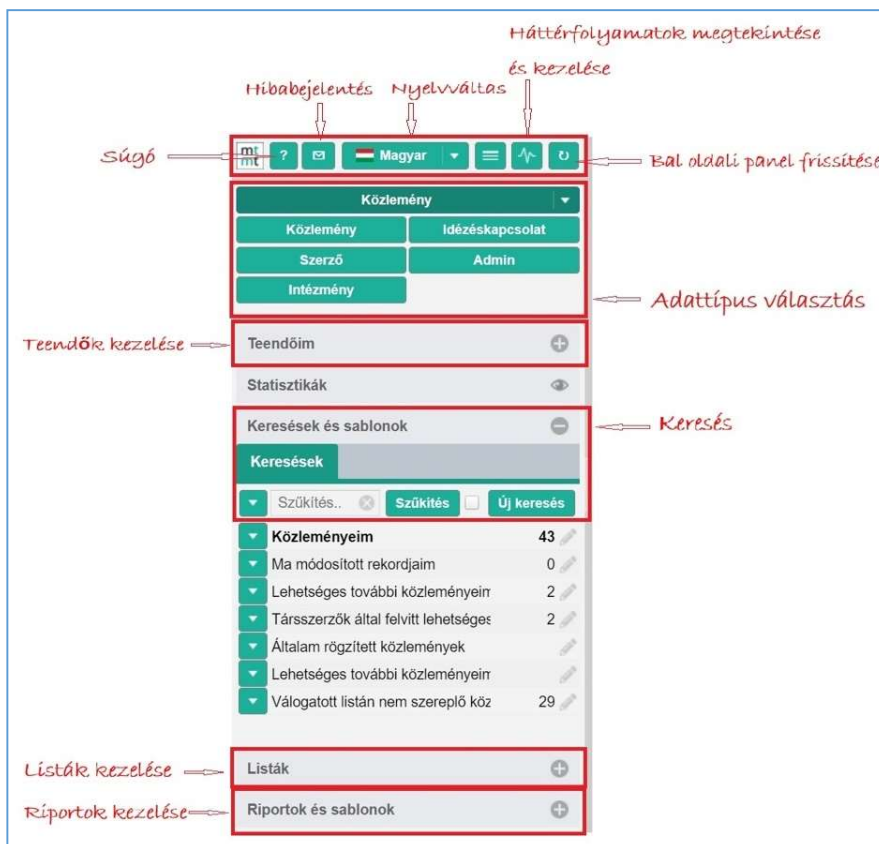 Háttérfolyamatok megtekintése
és kezelése
Hibabejelentés Nyelvváltás
Súgó
mt
mt
?
Magyar
Bal oldali panel frissítése
Közlemény
Közlemény Idézéskapcsolat
Szerző Admin
Intézmény
Adattípus választás
Teendők kezelése
Teendőim
Statisztikák
Keresések és sablonok
Keresés
Keresések
Szűkítés.. Szűkítés Új keresés
Közleményeim 43
Ma módosított rekordjaim 0
Lehetséges további közleményeim 2
Társszerzők által felvitt lehetséges 2
Általam rögzített közlemények
Lehetséges további közleményeim
Válogatott listán nem szereplő köz 29
Listák kezelése
Listák
Riportok kezelése
Riportok és sablonok